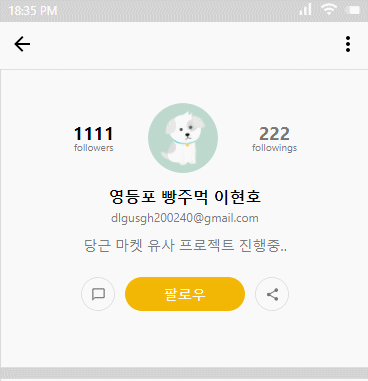 18:35 PM
1111
followers
222
followings
영등포 빵주먹 이현호
dlgusgh200240@gmail.com
당근 마켓 유사 프로젝트 진행중..
팔로우